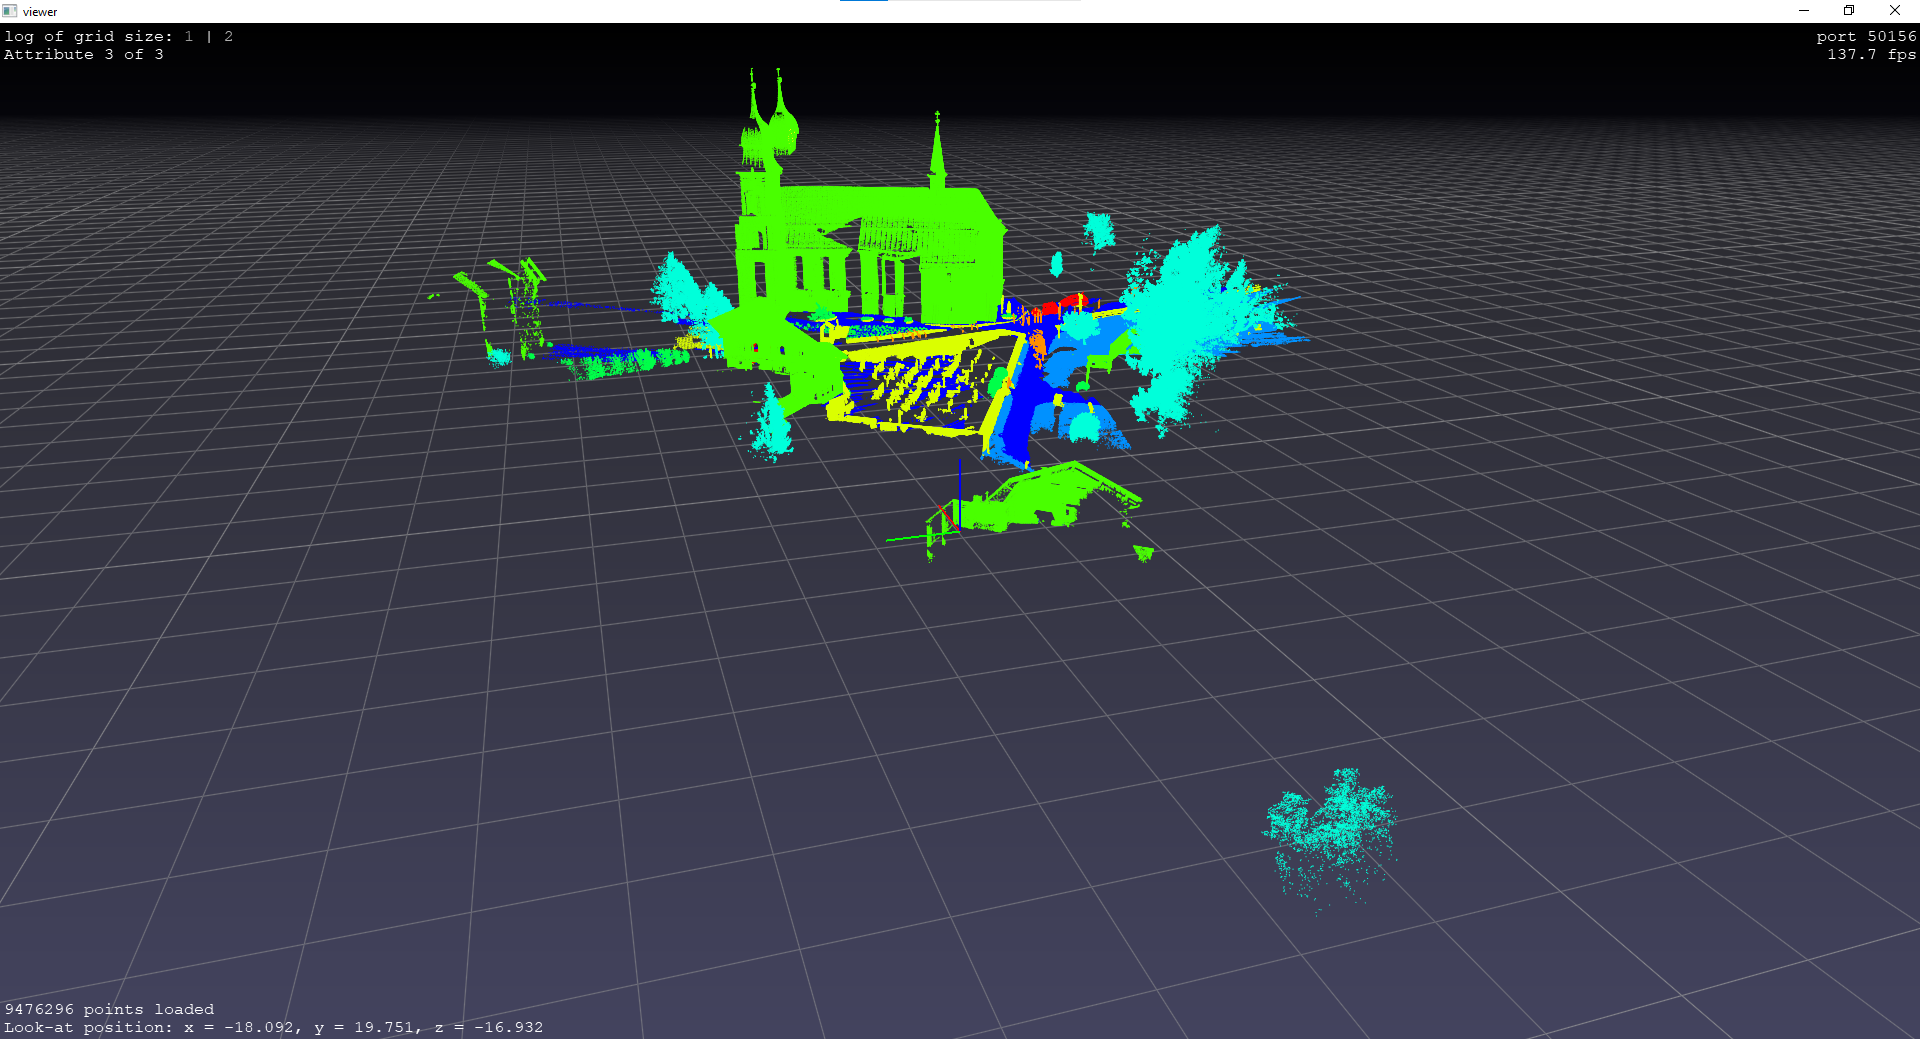 viewer
log of grid size: 1 | 2
Attribute 3 of 3
port 50156
137.7 fps
9476296 points loaded
Look-at position: x = -18.092, y = 19.751, z = -16.932